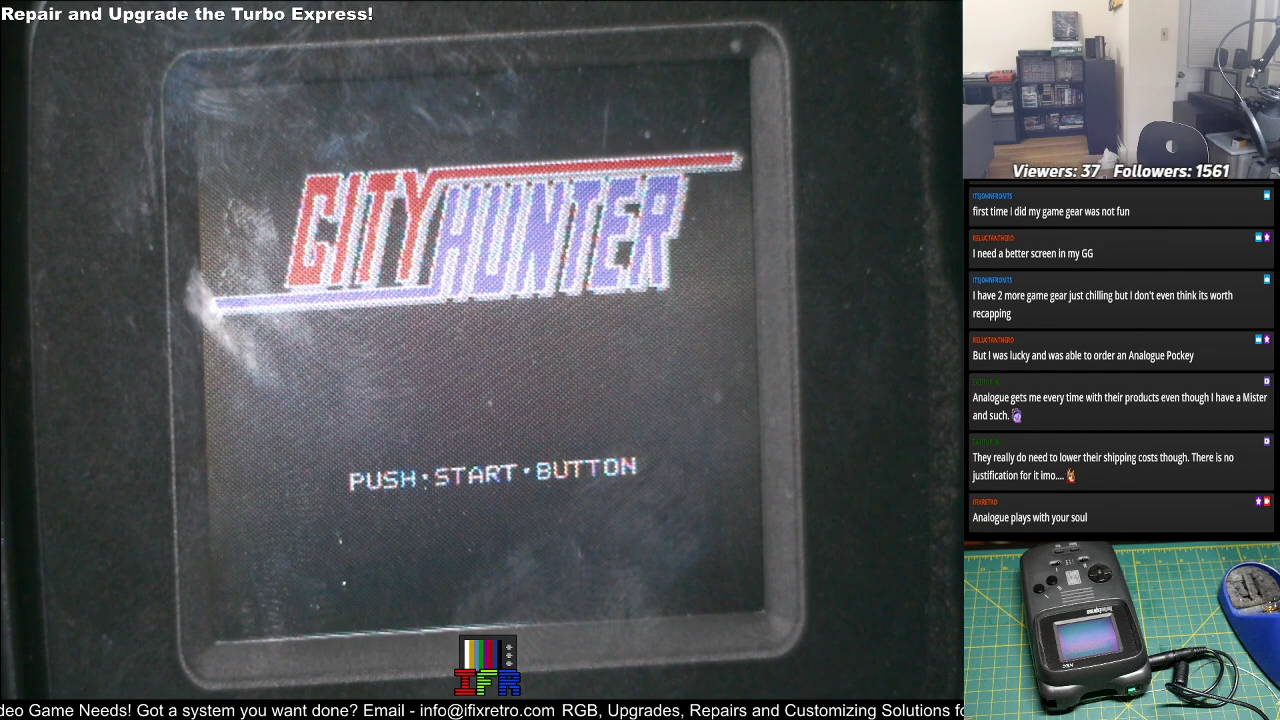 Repair and Upgrade the Turbo Express!
CITY HUNTER
PUSH·START·BUTTON
IFR
deo Game Needs! Got a system you want done? Email - info@ifixretro.com RGB, Upgrades, Repairs and Customizing Solutions fo
Viewers: 37 Followers: 1561
ITSJOHNFROMTS
first time I did my game gear was not fun
RELUCTANTHERO
I need a better screen in my GG
ITSJOHNFROMTS
I have 2 more game gear just chilling but I don't even think its worth
recapping
RELUCTANTHERO
But I was lucky and was able to order an Analogue Pockey
Analogue gets me every time with their products even though I have a Mister
and such.
They really do need to lower their shipping costs though. There is no
justification for it imo....
IFIXRETRO
Analogue plays with your soul